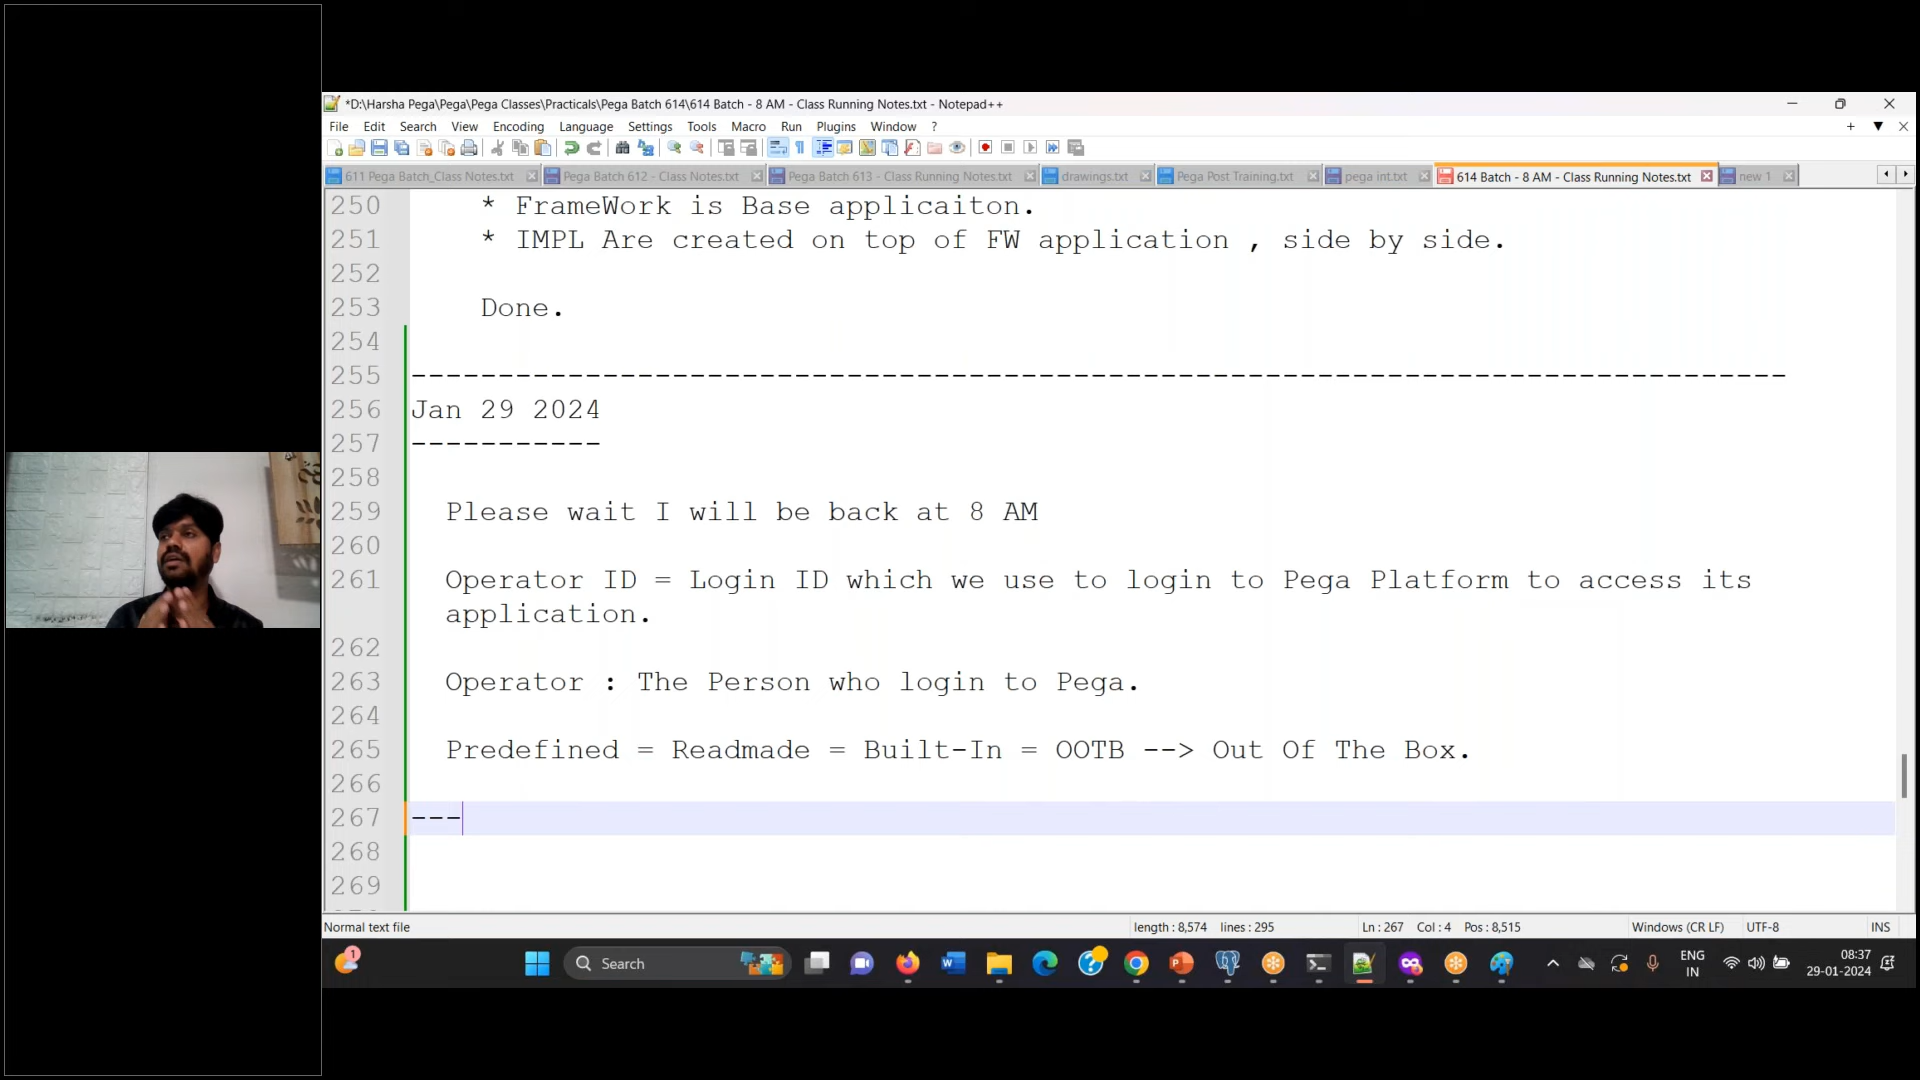 *D:\Harsha Pega\Pega\Pega Classes\Practicals\Pega Batch 614\614 Batch - 8 AM - Class Running Notes.txt - Notepad++
File Edit Search View Encoding Language Settings Tools Macro Run Plugins Window ?
611 Pega Batch_Class Notes.txt Pega Batch 612 - Class Notes.txt Pega Batch 613 - Class Running Notes.txt drawings.txt Pega Post Training.txt pega int.txt 614 Batch - 8 AM - Class Running Notes.txt new 1
250 * FrameWork is Base applicaiton.
251 * IMPL Are created on top of FW application , side by side.
252
253 Done.
254
255 -------------------------------------------------------------------------------
256 Jan 29 2024
257 -----------
258
259 Please wait I will be back at 8 AM
260
261 Operator ID = Login ID which we use to login to Pega Platform to access its
application.
262
263 Operator : The Person who login to Pega.
264
265 Predefined = Readmade = Built-In = OOTB --> Out Of The Box.
266
267 ---
268
269
Normal text file length : 8,574 lines : 295 Ln : 267 Col : 4 Pos : 8,515 Windows (CR LF) UTF-8 INS
1 Search ENG 08:37
IN 29-01-2024